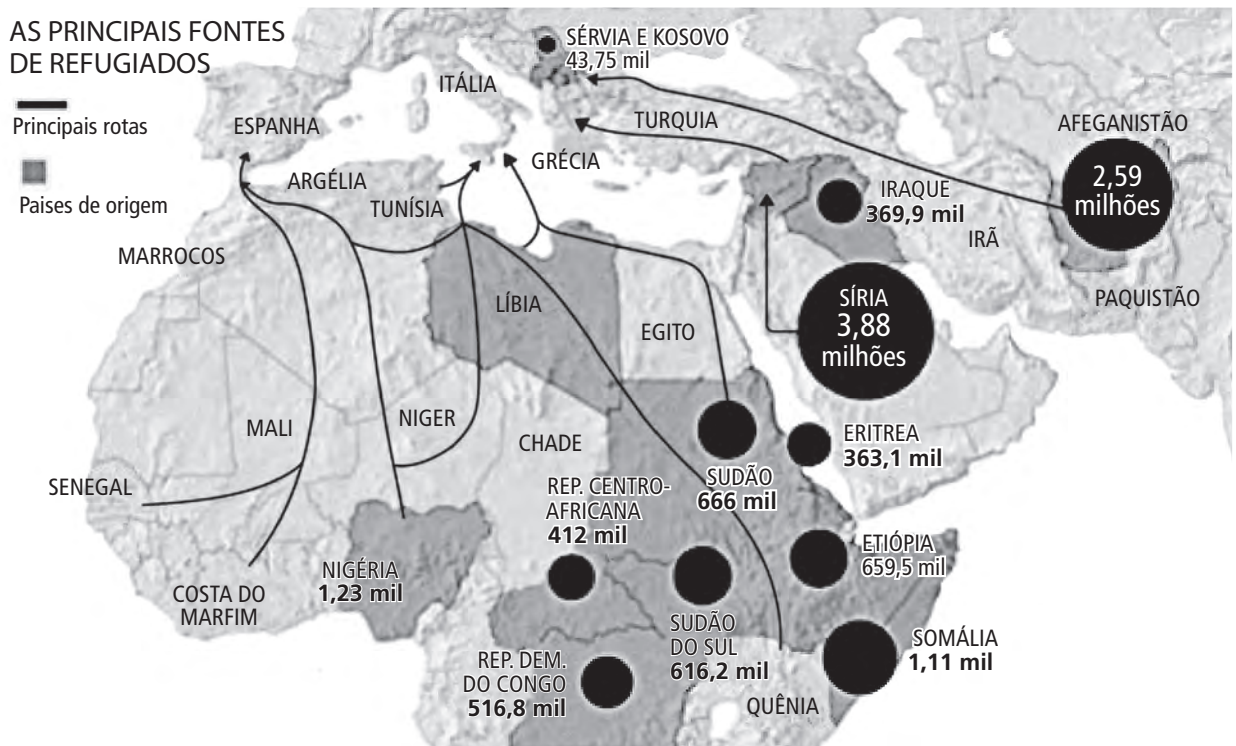 AS PRINCIPAIS FONTES
DE REFUGIADOS
Principais rotas
Paises de origem
SÉRVIA E KOSOVO
43,75 mil
ITÁLIA
ESPANHA
TURQUIA
AFEGANISTÃO
2,59
milhões
GRÉCIA
ARGÉLIA
TUNÍSIA
IRAQUE
369,9 mil
IRÃ
MARROCOS
PAQUISTÃO
LÍBIA
EGITO
SÍRIA
3,88
milhões
MALI
NIGER
CHADE
ERITREA
363,1 mil
SENEGAL
SUDÃO
666 mil
REP. CENTRO-
AFRICANA
412 mil
ETIÓPIA
659,5 mil
NIGÉRIA
1,23 mil
COSTA DO
MARFIM
SUDÃO
DO SUL
616,2 mil
SOMÁLIA
1,11 mil
REP. DEM.
DO CONGO
516,8 mil
QUÊNIA